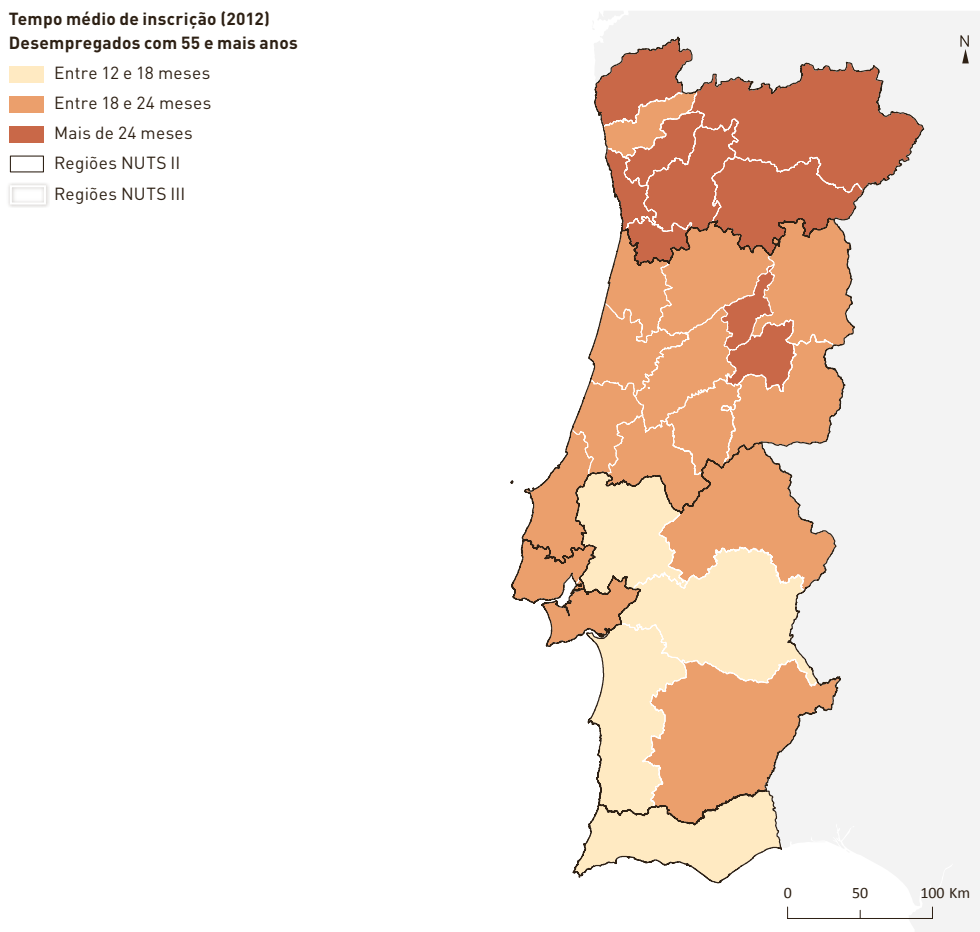 Tempo médio de inscrição (2012)
Desempregados com 55 e mais anos
Entre 12 e 18 meses
Entre 18 e 24 meses
Mais de 24 meses
Regiões NUTS II
Regiões NUTS III
N
0 50 100 Km